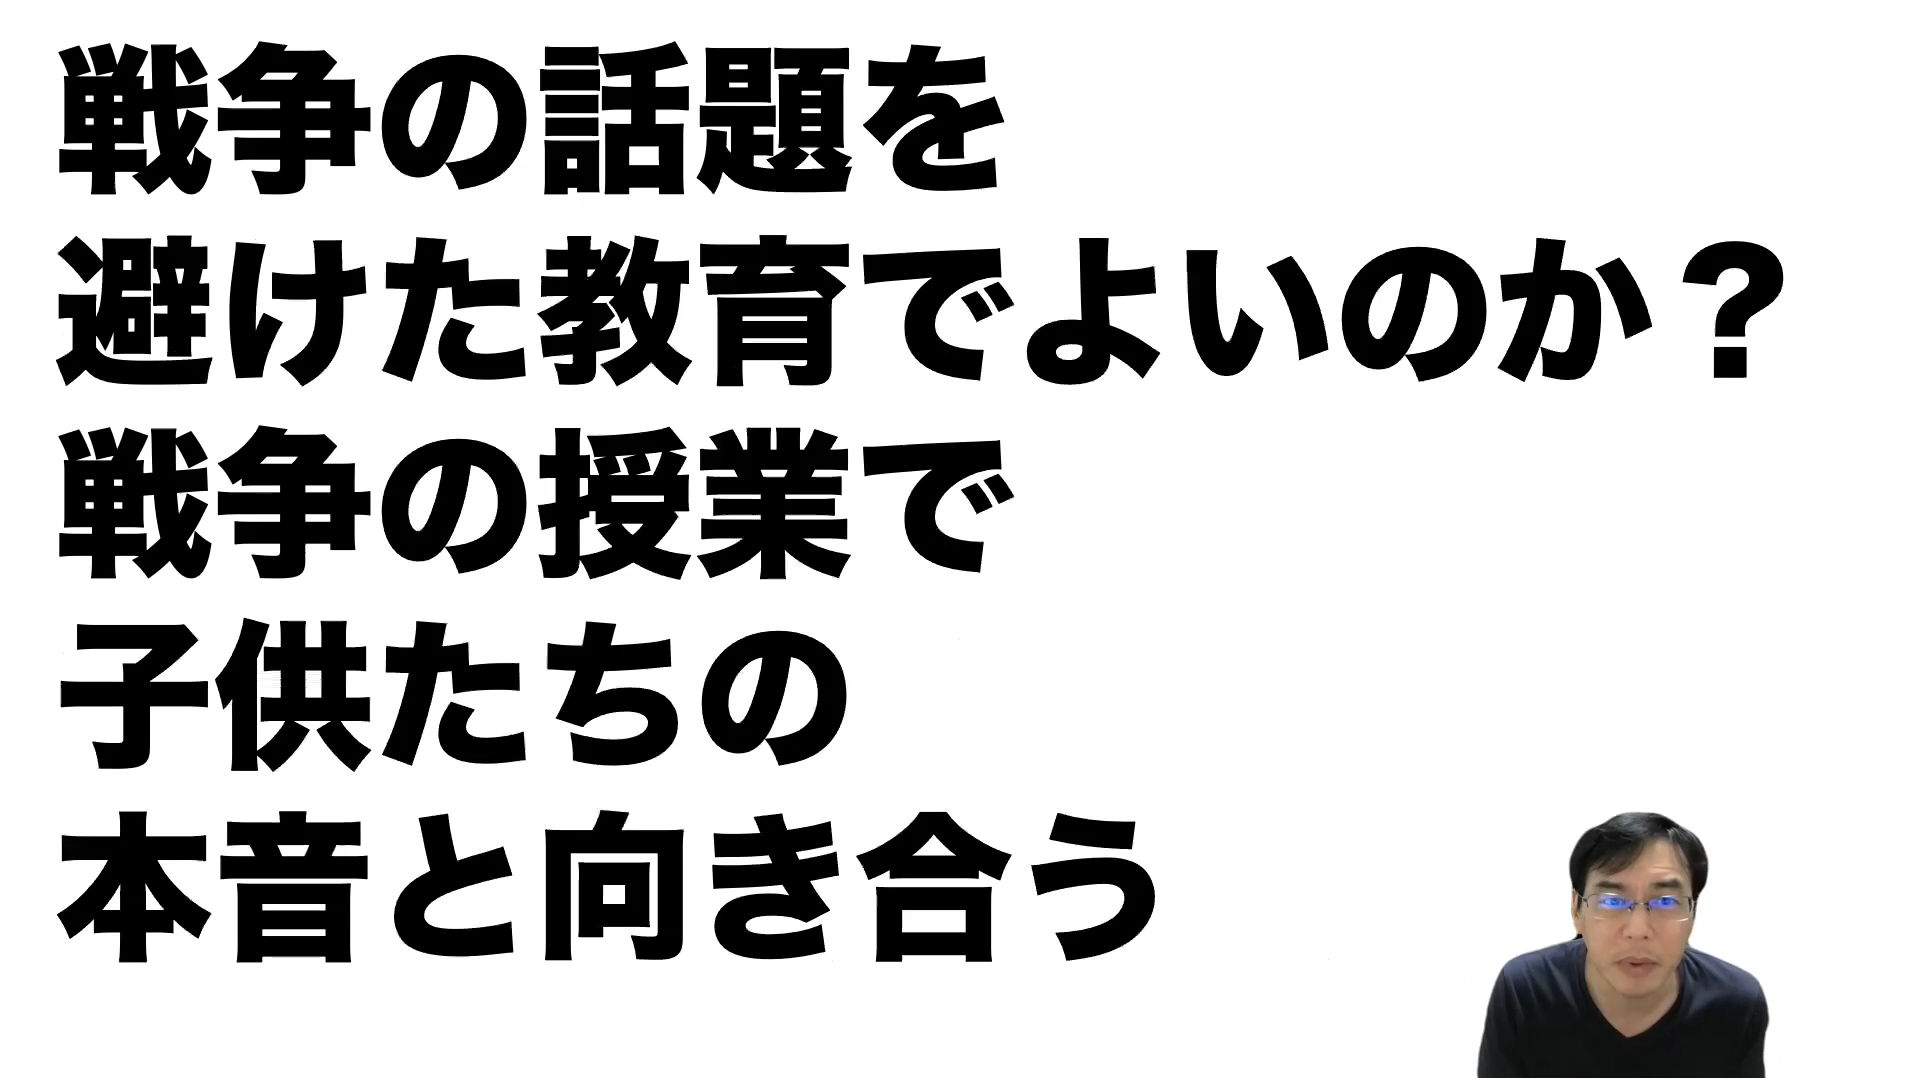 戦争の話題を
避けた教育でよいのか？
戦争の授業で
子供たちの
本音と向き合う